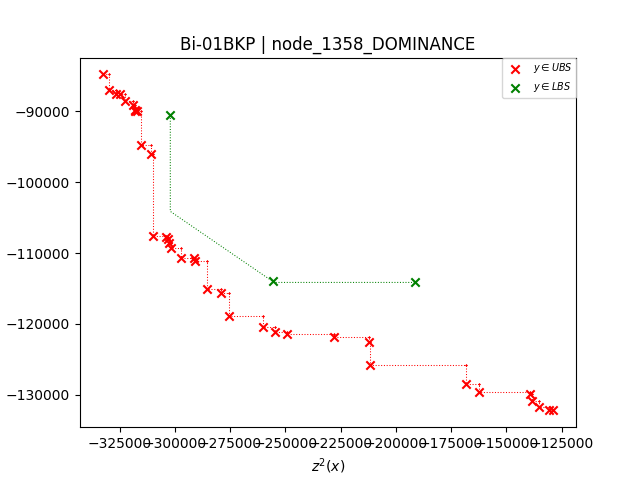 Bi-01BKP | node_1358_DOMINANCE
y ∈ UBS
y ∈ LBS
−90000
−100000
−110000
−120000
−130000
−325000 −300000 −275000 −250000 −225000 −200000 −175000 −150000 −125000
z²(x)